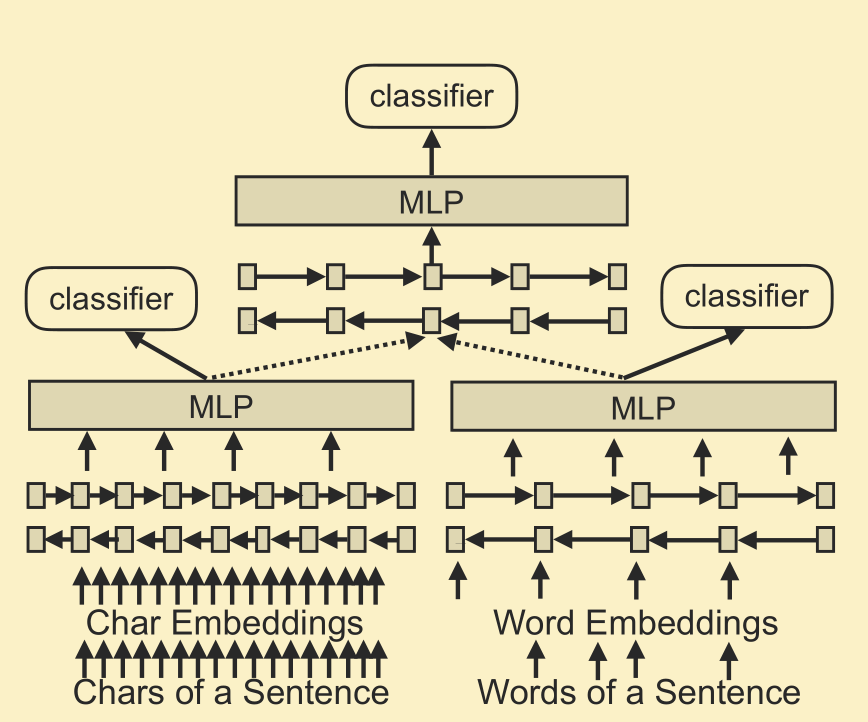 classifier
MLP
classifier
classifier
MLP
MLP
Char Embeddings
Word Embeddings
Chars of a Sentence
Words of a Sentence